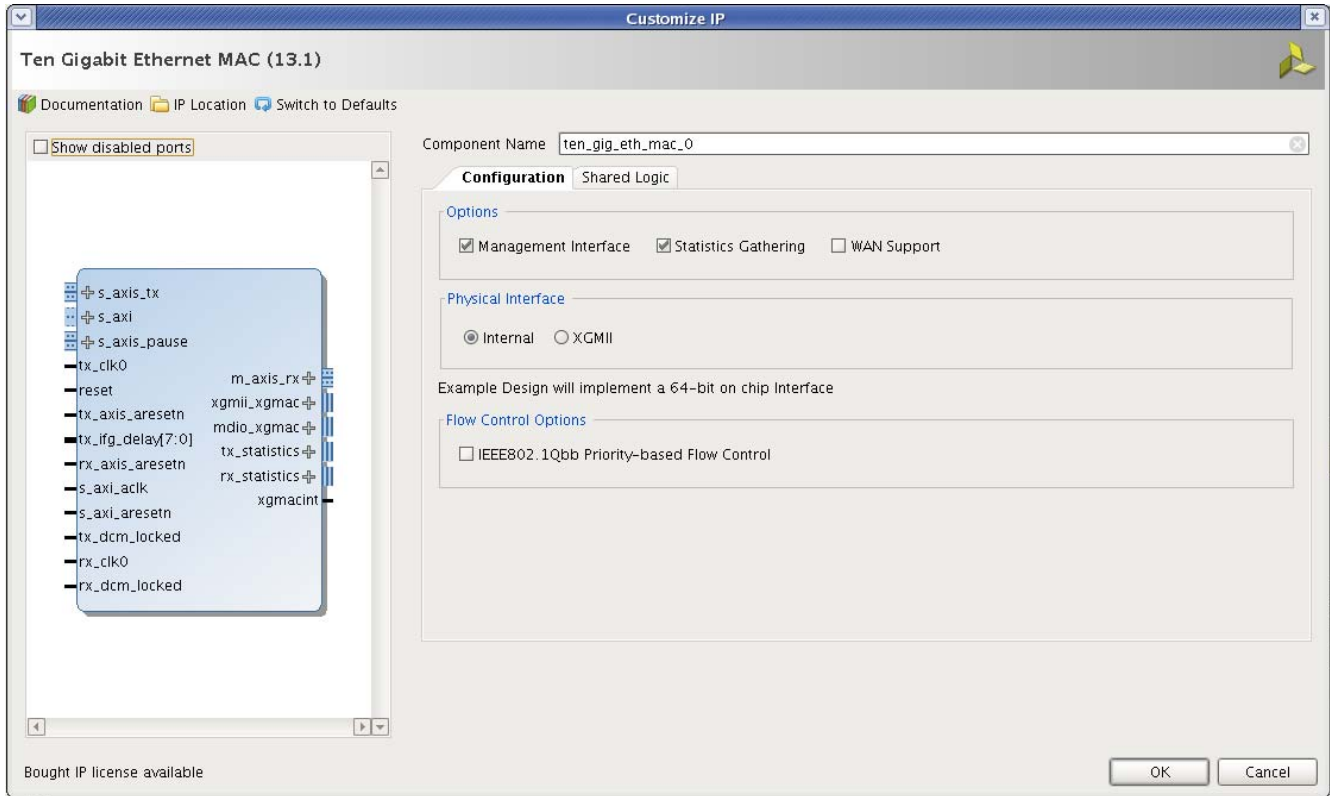 Customize IP
Ten Gigabit Ethernet MAC (13.1)
Documentation IP Location Switch to Defaults
Show disabled ports
s_axis_tx
s_axi
s_axis_pause
tx_clk0
reset
tx_axis_aresetn
tx_ifg_delay[7:0]
rx_axis_aresetn
s_axi_aclk
s_axi_aresetn
tx_dcm_locked
rx_clk0
rx_dcm_locked
m_axis_rx
xgmii_xgmac
mdio_xgmac
tx_statistics
rx_statistics
xgmacint
Component Name ten_gig_eth_mac_0
Configuration Shared Logic
Options
Management Interface Statistics Gathering WAN Support
Physical Interface
Internal XGMII
Example Design will implement a 64-bit on chip Interface
Flow Control Options
IEEE802.1Qbb Priority-based Flow Control
Bought IP license available
OK Cancel